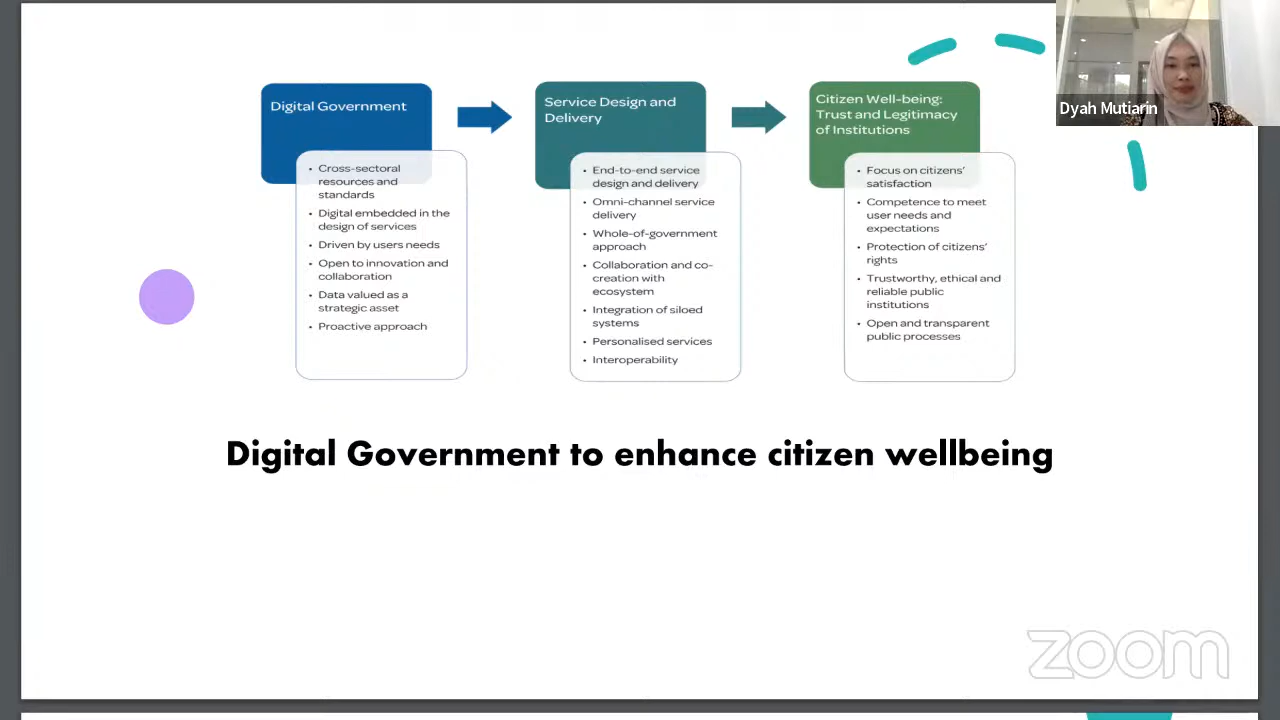 Dyah Mutiarin
Digital Government
• Cross-sectoral
resources and
standards
• Digital embedded in the
design of services
• Driven by users needs
• Open to innovation and
collaboration
• Data valued as a
strategic asset
• Proactive approach
Service Design and
Delivery
• End-to-end service
design and delivery
• Omni-channel service
delivery
• Whole-of-government
approach
• Collaboration and co-
creation with
ecosystem
• Integration of siloed
systems
• Personalised services
• Interoperability
Citizen Well-being:
Trust and Legitimacy
of Institutions
• Focus on citizens’
satisfaction
• Competence to meet
user needs and
expectations
• Protection of citizens’
rights
• Trustworthy, ethical and
reliable public
institutions
• Open and transparent
public processes
Digital Government to enhance citizen wellbeing
zoom